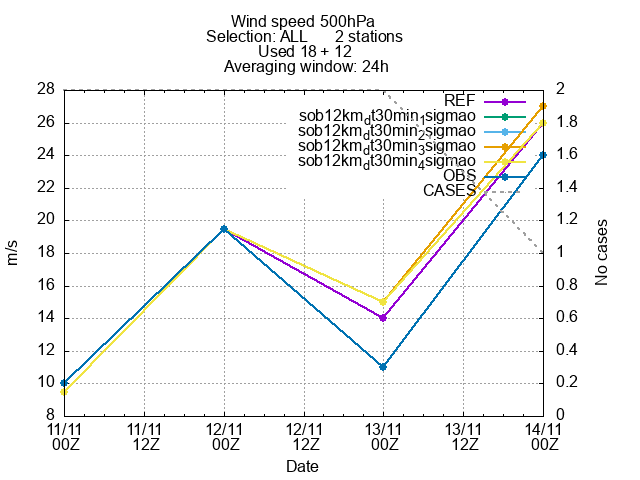 Wind speed 500hPa
Selection: ALL 2 stations
Used 18 + 12
Averaging window: 24h
28 2
REF
26 1.8
sob12km_dt30min_1sigmao
sob12km_dt30min_2sigmao
24 1.6
sob12km_dt30min_3sigmao
sob12km_dt30min_4sigmao
OBS
22 1.4
CASES
20 1.2
18 1
m/s
No cases
16 0.8
14 0.6
12 0.4
10 0.2
8 0
11/11 11/11 12/11 12/11 13/11 13/11 14/11
00Z 12Z 00Z 12Z 00Z 12Z 00Z
Date